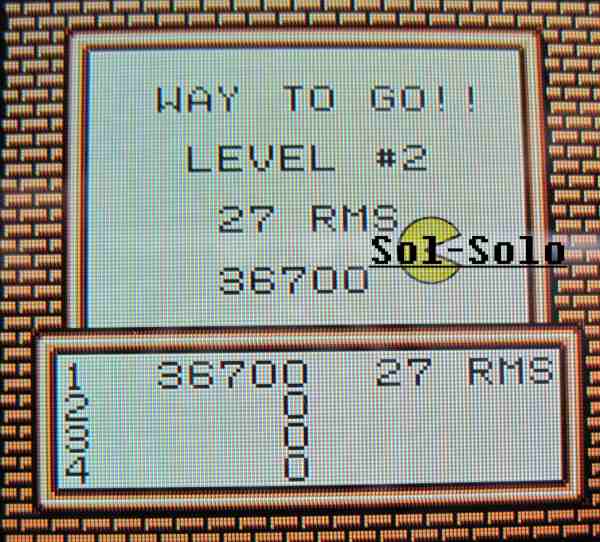 WAY TO GO!!
LEVEL #2
27 RMS
Sol-Solo
36700
1 36700 27 RMS
2 0
3 0
4 0